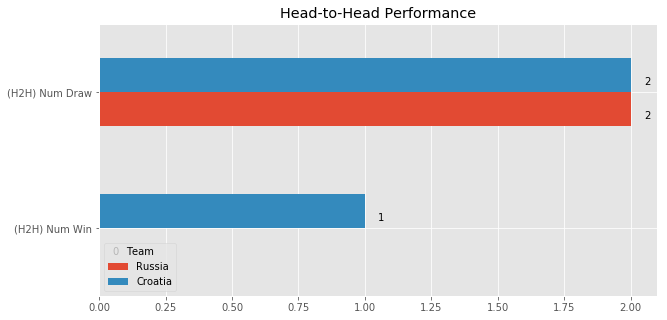 Head-to-Head Performance
(H2H) Num Draw
2
2
(H2H) Num Win
1
0 Team
Russia
Croatia
0.00 0.25 0.50 0.75 1.00 1.25 1.50 1.75 2.00